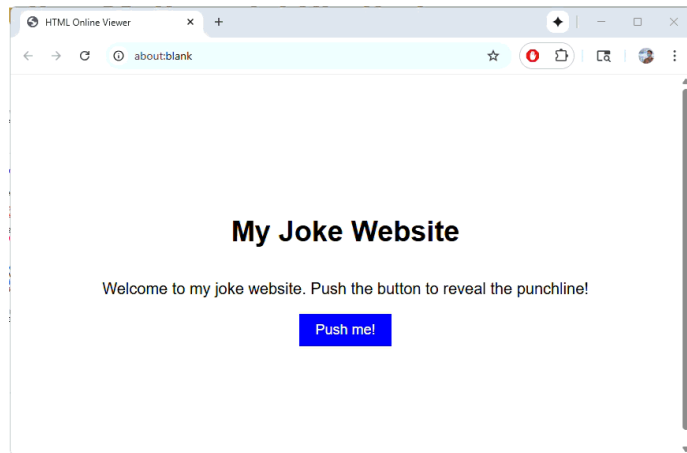 HTML Online Viewer
about:blank
My Joke Website
Welcome to my joke website. Push the button to reveal the punchline!
Push me!